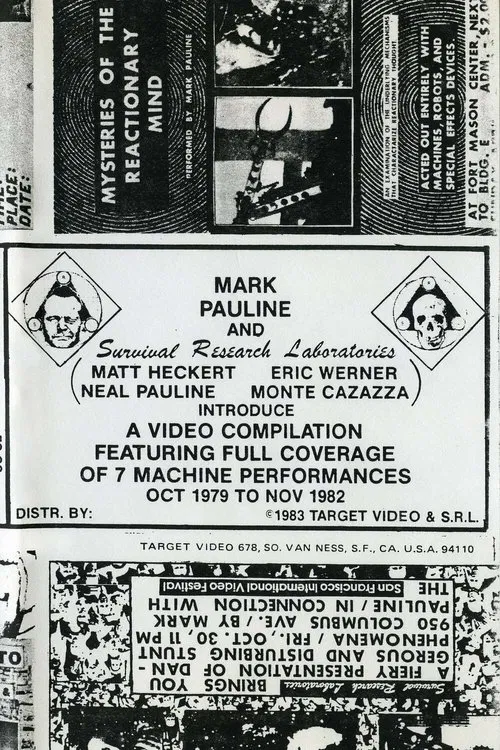 MYSTERIES OF THE
REACTIONARY
MIND
PERFORMED BY MARK PAULINE
AN EXAMINATION OF THE UNDERLYING MECHANISMS
THAT CHARACTERIZE REACTIONARY THOUGHT
ACTED OUT ENTIRELY WITH
MACHINES, ROBOTS, AND
SPECIAL EFFECTS DEVICES.
AT FORT MASON CENTER, NEXT
TO BLDG. E ADM. - $2.00
PLACE:
DATE:
MARK
PAULINE
AND
Survival Research Laboratories
(MATT HECKERT ERIC WERNER
NEAL PAULINE MONTE CAZAZZA)
INTRODUCE
A VIDEO COMPILATION
FEATURING FULL COVERAGE
OF 7 MACHINE PERFORMANCES
OCT 1979 TO NOV 1982
DISTR. BY: ©1983 TARGET VIDEO & S.R.L.
TARGET VIDEO 678, SO. VAN NESS, S.F., CA. U.S.A. 94110
Survival Research Laboratories BRINGS YOU
A FIERY PRESENTATION OF DAN-
GEROUS AND DISTURBING STUNT
PHENOMENA / FRI., OCT. 30, 11 PM
950 COLUMBUS AVE. / BY MARK
PAULINE / IN CONNECTION WITH
THE San Francisco International Video Festival
TO